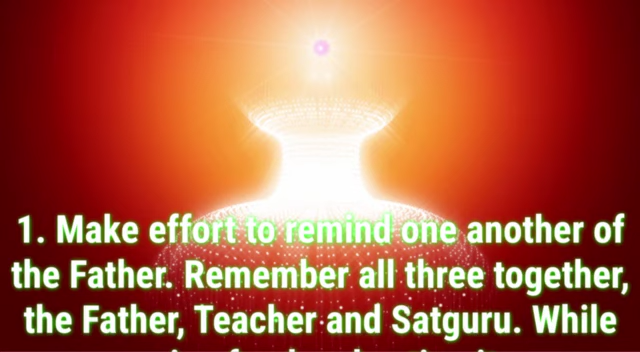 1. Make effort to remind one another of
the Father. Remember all three together,
the Father, Teacher and Satguru. While